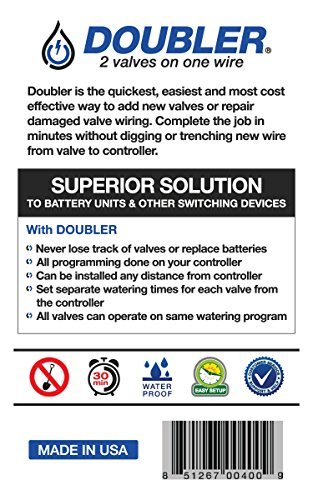 DOUBLER®
2 valves on one wire
Doubler is the quickest, easiest and most cost
effective way to add new valves or repair
damaged valve wiring. Complete the job in
minutes without digging or trenching new wire
from valve to controller.
SUPERIOR SOLUTION
TO BATTERY UNITS & OTHER SWITCHING DEVICES
With DOUBLER
Never lose track of valves or replace batteries
All programming done on your controller
Can be installed any distance from controller
Set separate watering times for each valve from
the controller
All valves can operate on same watering program
30
min
WATER
PROOF
EASY SETUP
MADE IN USA
8 51267 00400 9